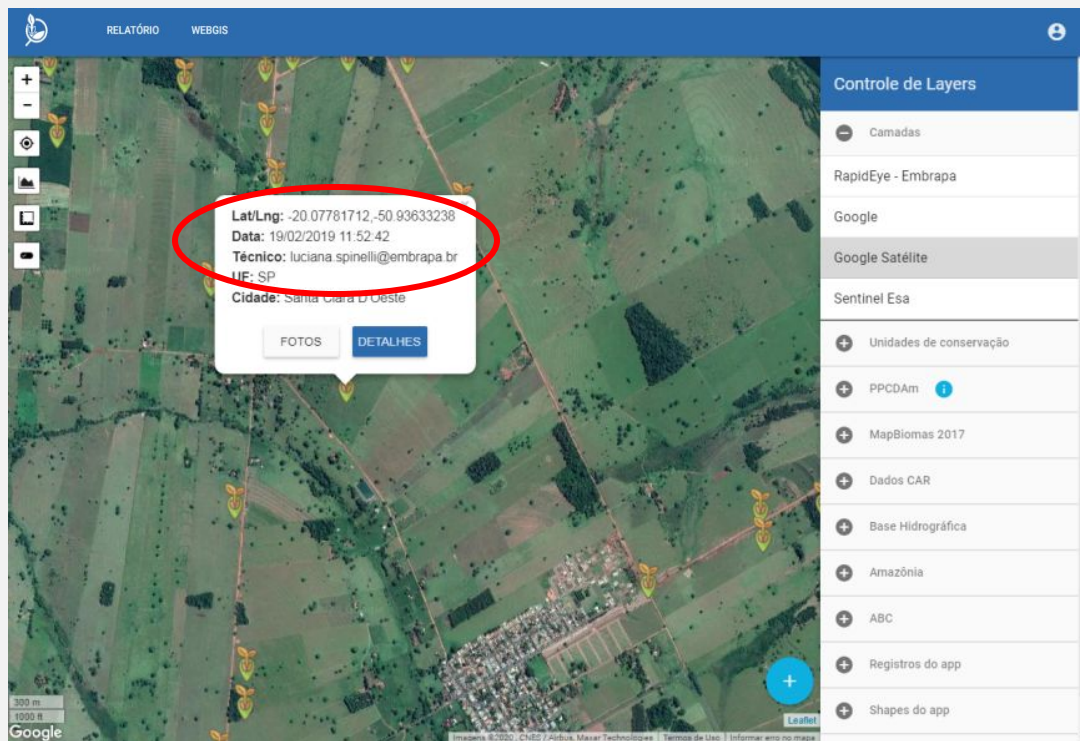 RELATÓRIO WEBGIS
+
−
Lat/Lng: -20.07781712,-50.93633238
Data: 19/02/2019 11:52:42
Técnico: luciana.spinelli@embrapa.br
UF: SP
Cidade: Santa Clara D'Oeste
FOTOS DETALHES
300 m
1000 ft
Google
+
Leaflet
Imagens ©2020 , CNES / Airbus, Maxar Technologies Termos de Uso Informar erro no mapa
Controle de Layers
Camadas
RapidEye - Embrapa
Google
Google Satélite
Sentinel Esa
Unidades de conservação
PPCDAm i
MapBiomas 2017
Dados CAR
Base Hidrográfica
Amazônia
ABC
Registros do app
Shapes do app